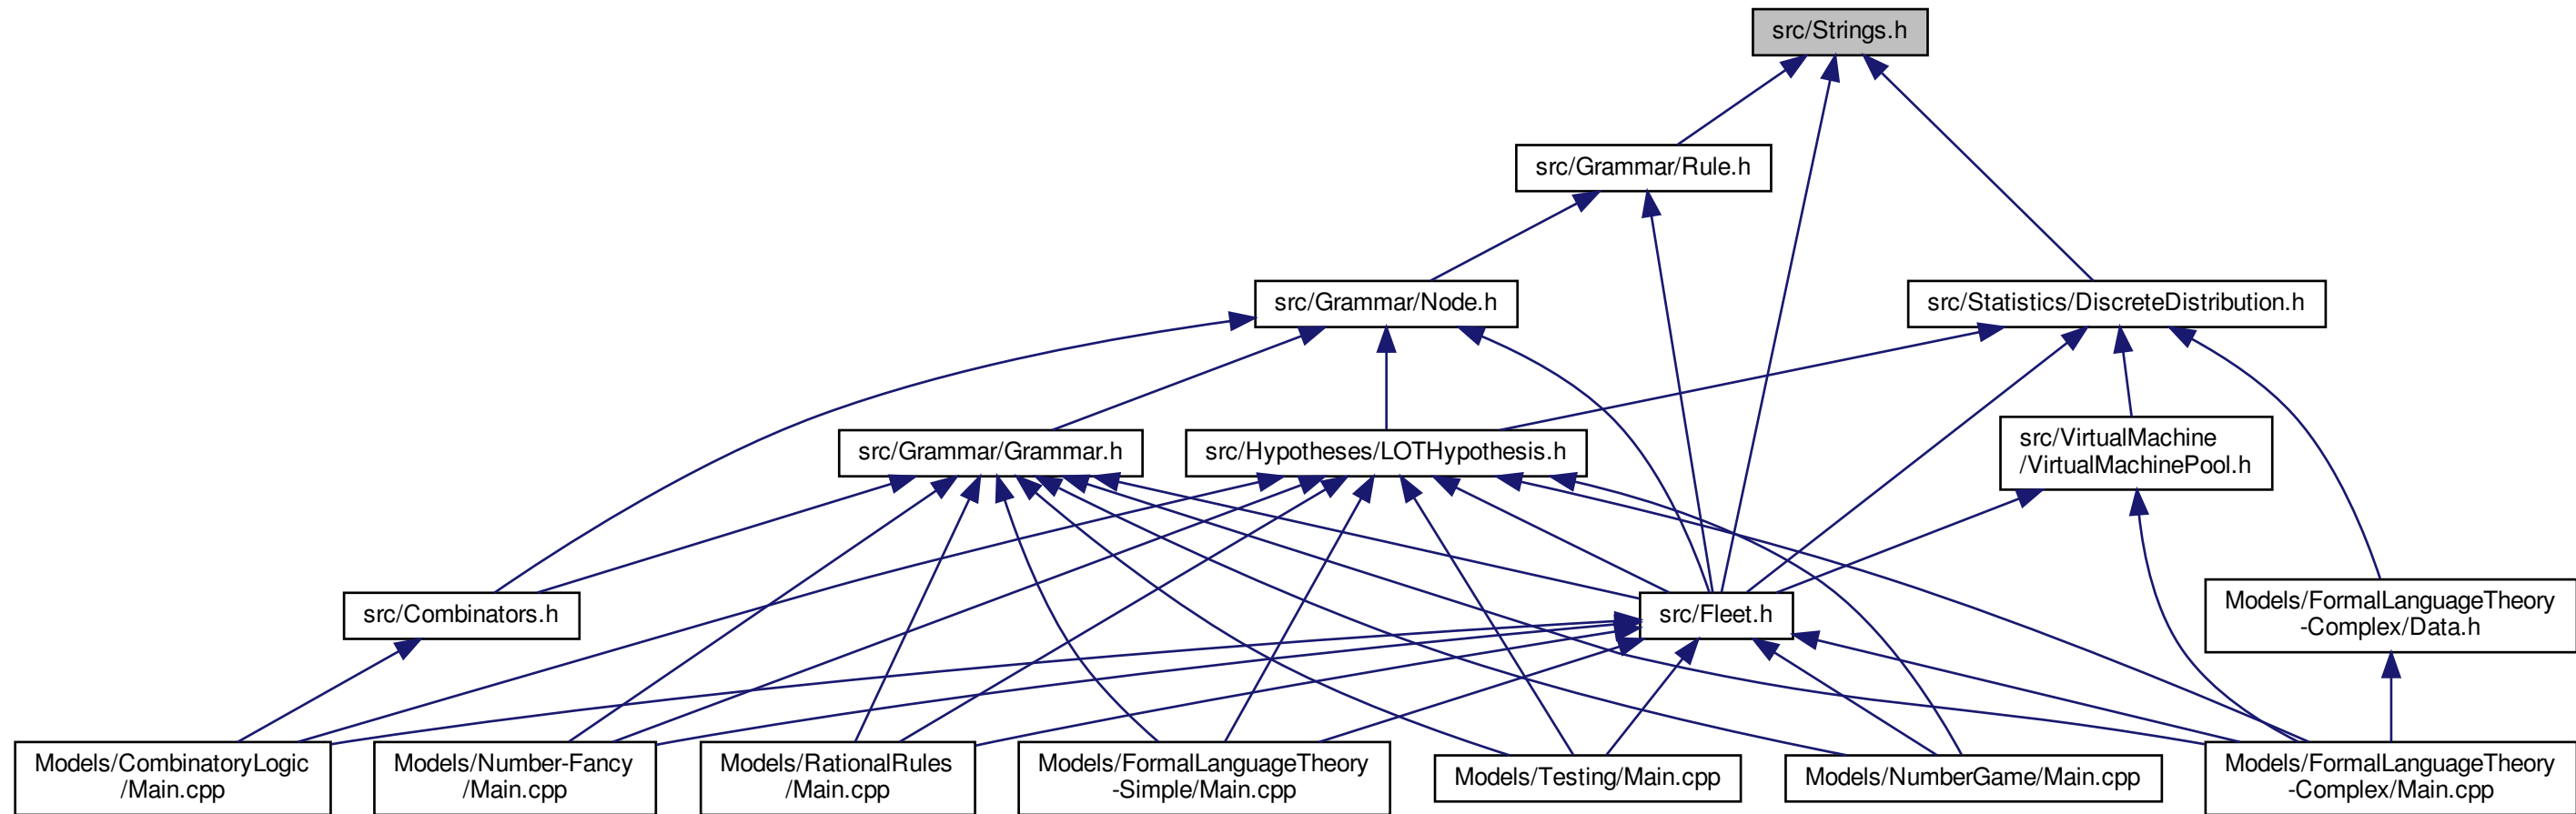 src/Strings.h
src/Grammar/Rule.h
src/Grammar/Node.h
src/Statistics/DiscreteDistribution.h
src/Grammar/Grammar.h
src/Hypotheses/LOTHypothesis.h
src/VirtualMachine
/VirtualMachinePool.h
src/Combinators.h
src/Fleet.h
Models/FormalLanguageTheory
-Complex/Data.h
Models/CombinatoryLogic
/Main.cpp
Models/Number-Fancy
/Main.cpp
Models/RationalRules
/Main.cpp
Models/FormalLanguageTheory
-Simple/Main.cpp
Models/Testing/Main.cpp
Models/NumberGame/Main.cpp
Models/FormalLanguageTheory
-Complex/Main.cpp